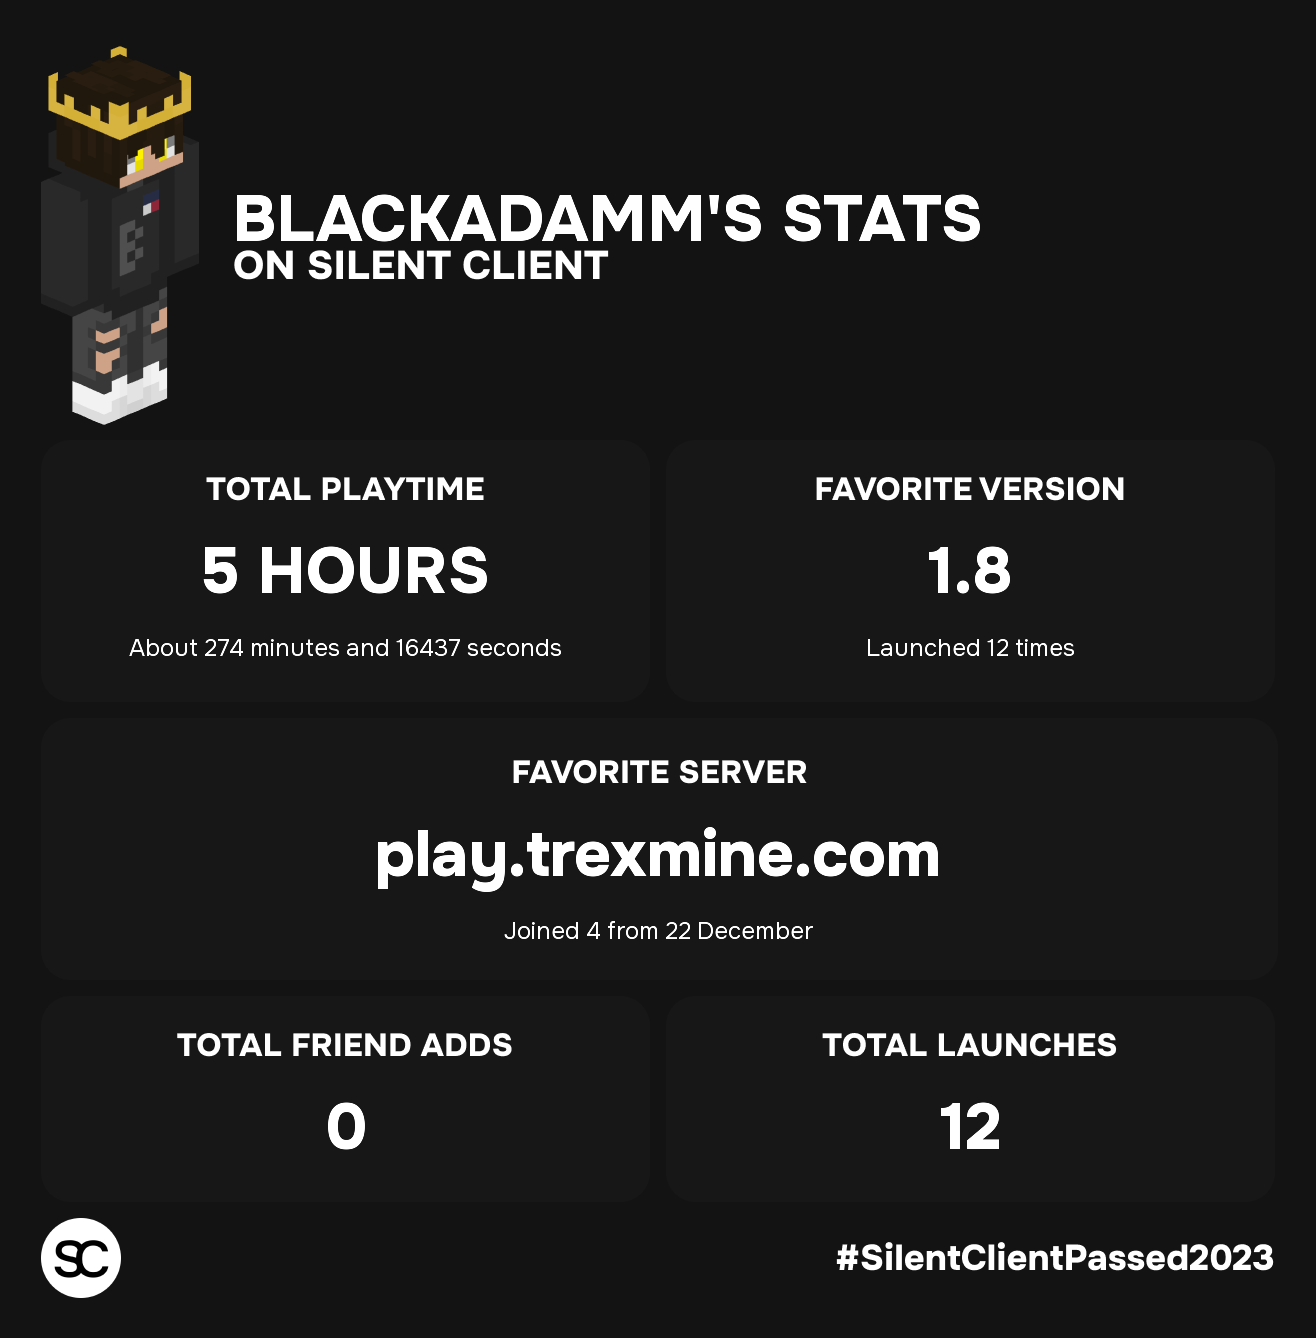 BLACKADAMM'S STATS
ON SILENT CLIENT
TOTAL PLAYTIME
5 HOURS
About 274 minutes and 16437 seconds
FAVORITE VERSION
1.8
Launched 12 times
FAVORITE SERVER
play.trexmine.com
Joined 4 from 22 December
TOTAL FRIEND ADDS
0
TOTAL LAUNCHES
12
SC
#SilentClientPassed2023